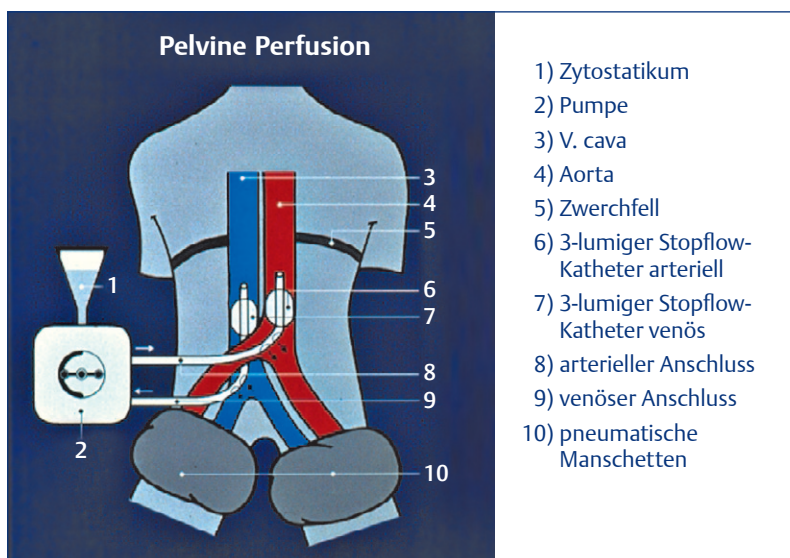 Pelvine Perfusion
3
4
5
1
6
7
8
9
2
10
1) Zytostatikum
2) Pumpe
3) V. cava
4) Aorta
5) Zwerchfell
6) 3-lumiger Stopflow-
Katheter arteriell
7) 3-lumiger Stopflow-
Katheter venös
8) arterieller Anschluss
9) venöser Anschluss
10) pneumatische
Manschetten